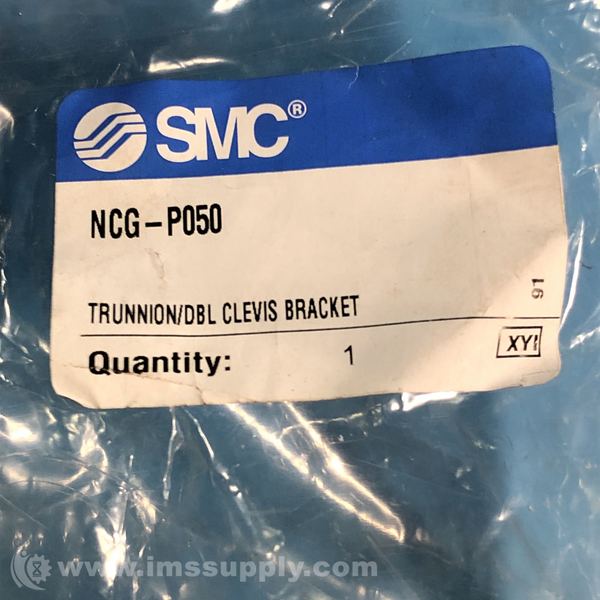 SMC®
NCG-P050
TRUNNION/DBL CLEVIS BRACKET
91
Quantity: 1
XYI
www.imssupply.com